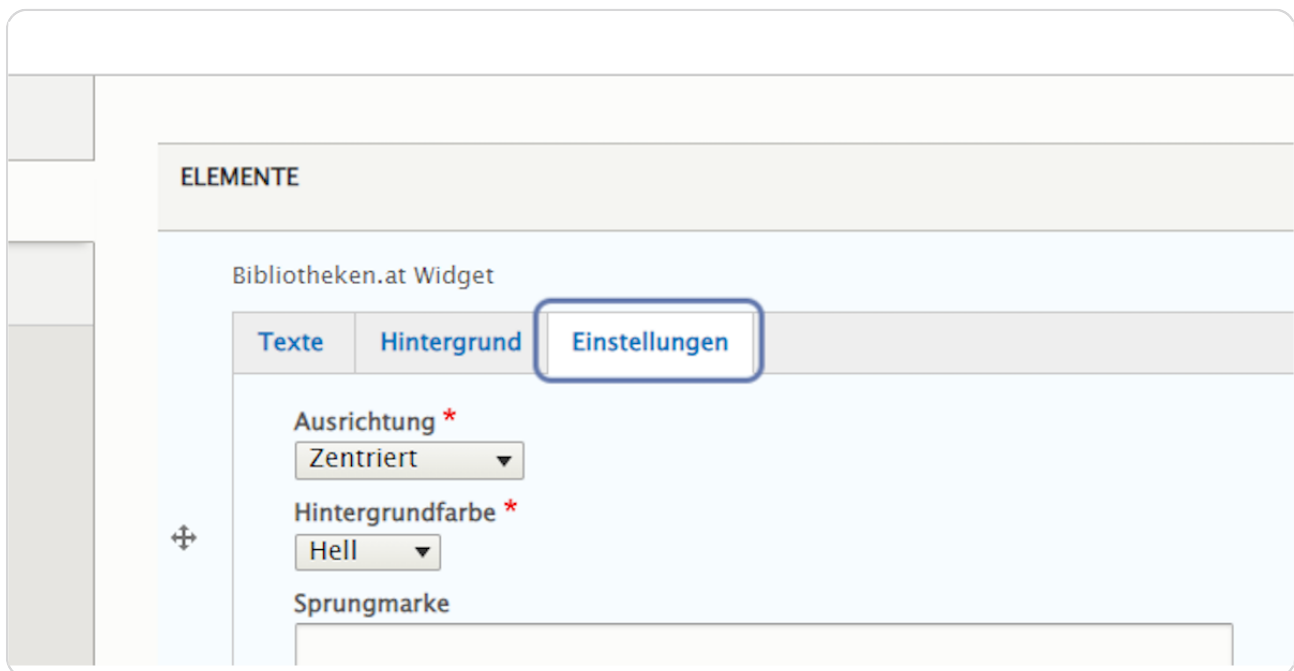 ELEMENTE
Bibliotheken.at Widget
Texte Hintergrund Einstellungen
Ausrichtung *
Zentriert
Hintergrundfarbe *
Hell
Sprungmarke